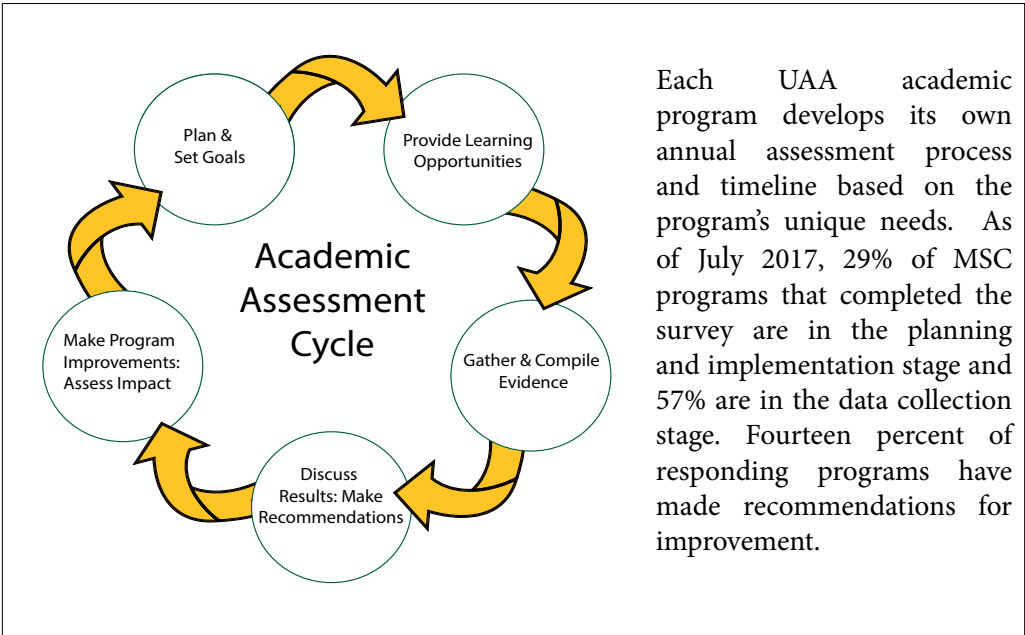 Plan &
Set Goals
Provide Learning
Opportunities
Gather & Compile
Evidence
Discuss
Results: Make
Recommendations
Make Program
Improvements:
Assess Impact
Academic
Assessment
Cycle
Each UAA academic
program develops its own
annual assessment process
and timeline based on the
program's unique needs. As
of July 2017, 29% of MSC
programs that completed the
survey are in the planning
and implementation stage and
57% are in the data collection
stage. Fourteen percent of
responding programs have
made recommendations for
improvement.